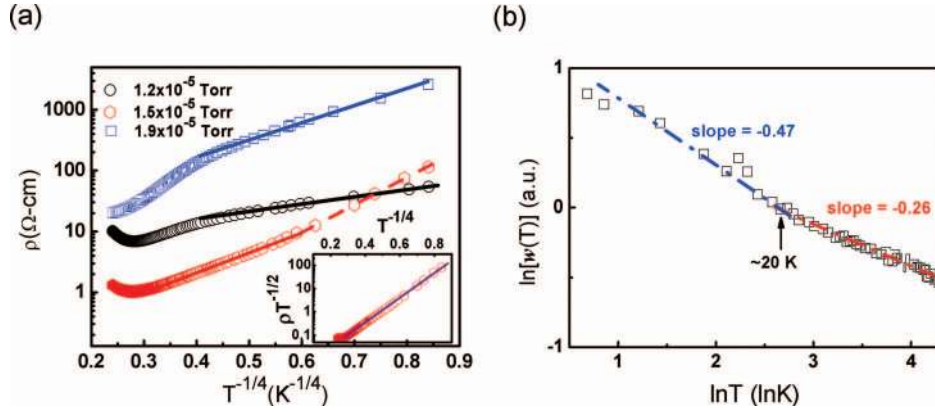 (a)
1000
100
10
1
ρ(Ω-cm)
1.2x10⁻⁵ Torr
1.5x10⁻⁵ Torr
1.9x10⁻⁵ Torr
T⁻¹/⁴
0.2 0.4 0.6 0.8
100
10
1
0.1
ρT⁻¹/²
0.2 0.3 0.4 0.5 0.6 0.7 0.8 0.9
T⁻¹/⁴(K⁻¹/⁴)
(b)
1
0
-1
ln[w(T)] (a.u.)
slope = -0.47
slope = -0.26
~20 K
1 2 3 4
lnT (lnK)